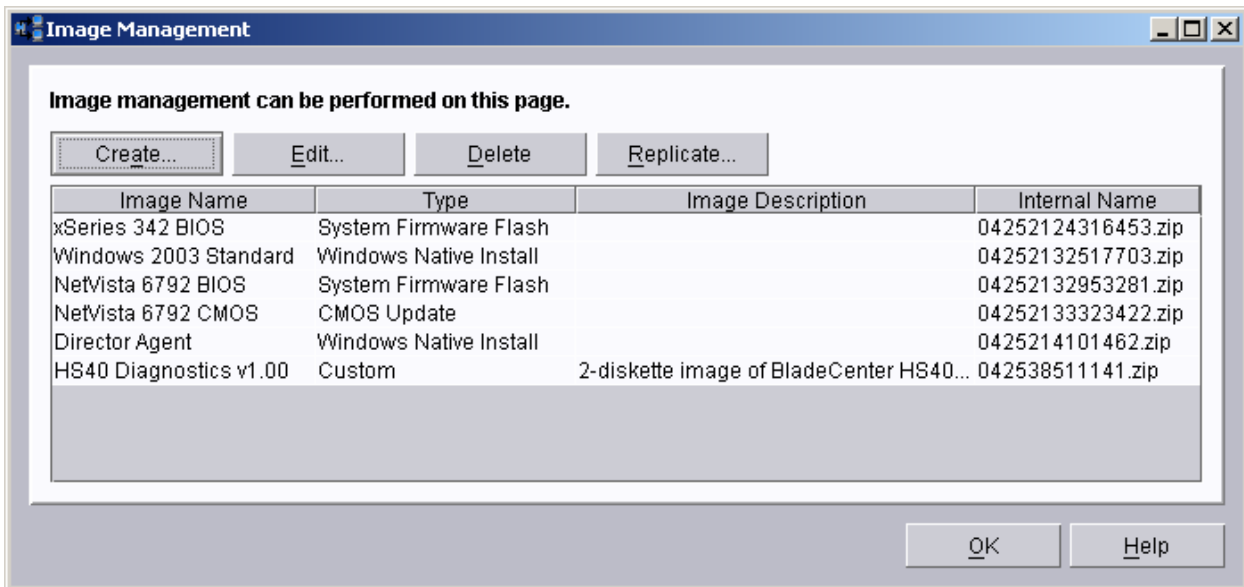 Image Management
Image management can be performed on this page.
Create... Edit... Delete Replicate...
Image Name Type Image Description Internal Name
xSeries 342 BIOS System Firmware Flash 04252124316453.zip
Windows 2003 Standard Windows Native Install 04252132517703.zip
NetVista 6792 BIOS System Firmware Flash 04252132953281.zip
NetVista 6792 CMOS CMOS Update 04252133323422.zip
Director Agent Windows Native Install 0425214101462.zip
HS40 Diagnostics v1.00 Custom 2-diskette image of BladeCenter HS40... 042538511141.zip
OK Help